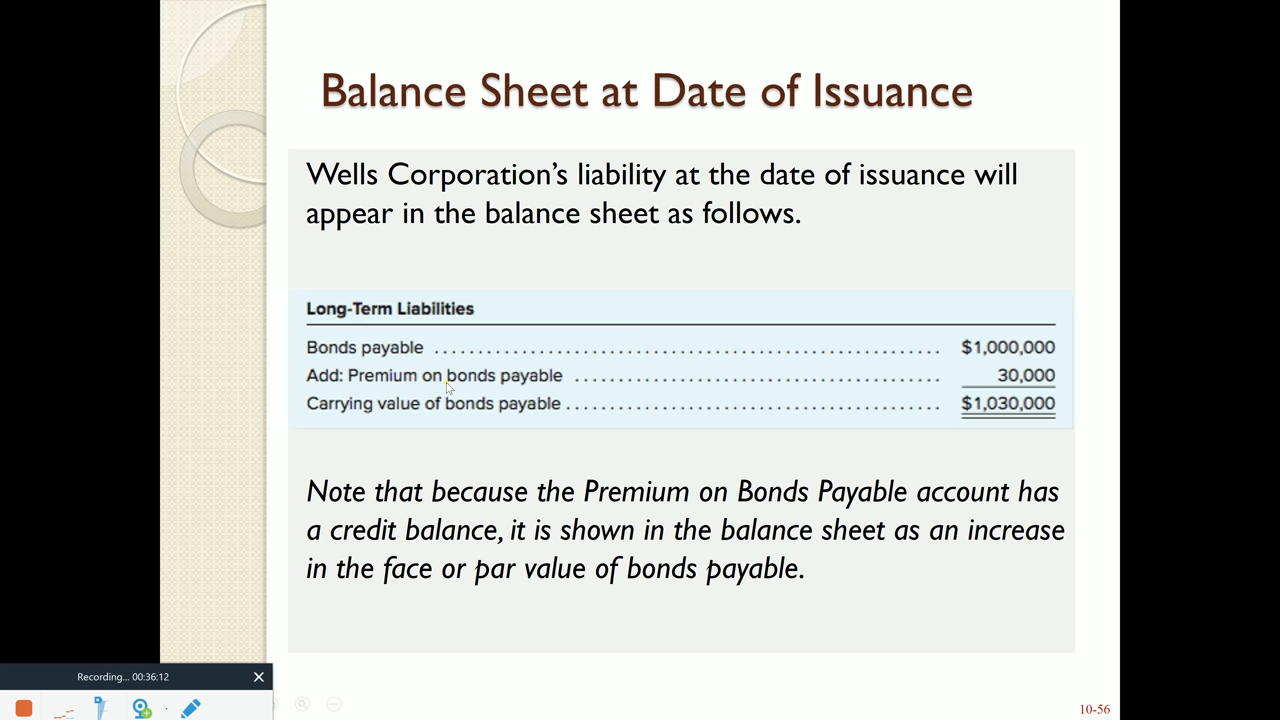 Balance Sheet at Date of Issuance
Wells Corporation’s liability at the date of issuance will
appear in the balance sheet as follows.
Long-Term Liabilities
Bonds payable ........................................................ $1,000,000
Add: Premium on bonds payable ........................................ 30,000
Carrying value of bonds payable ........................................ $1,030,000
Note that because the Premium on Bonds Payable account has
a credit balance, it is shown in the balance sheet as an increase
in the face or par value of bonds payable.
Recording... 00:36:12
10-56